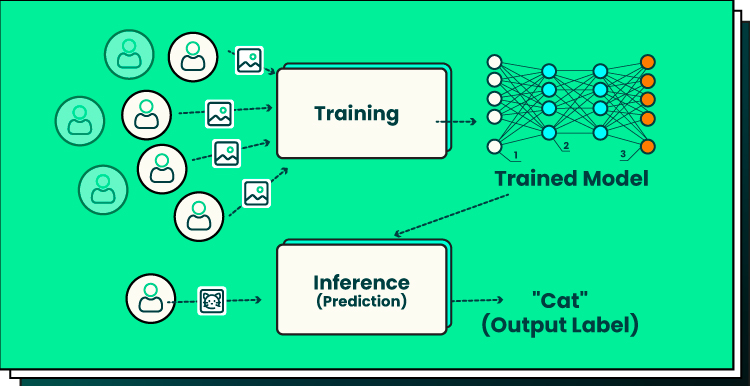 Training
1
2
3
Trained Model
Inference
(Prediction)
"Cat"
(Output Label)